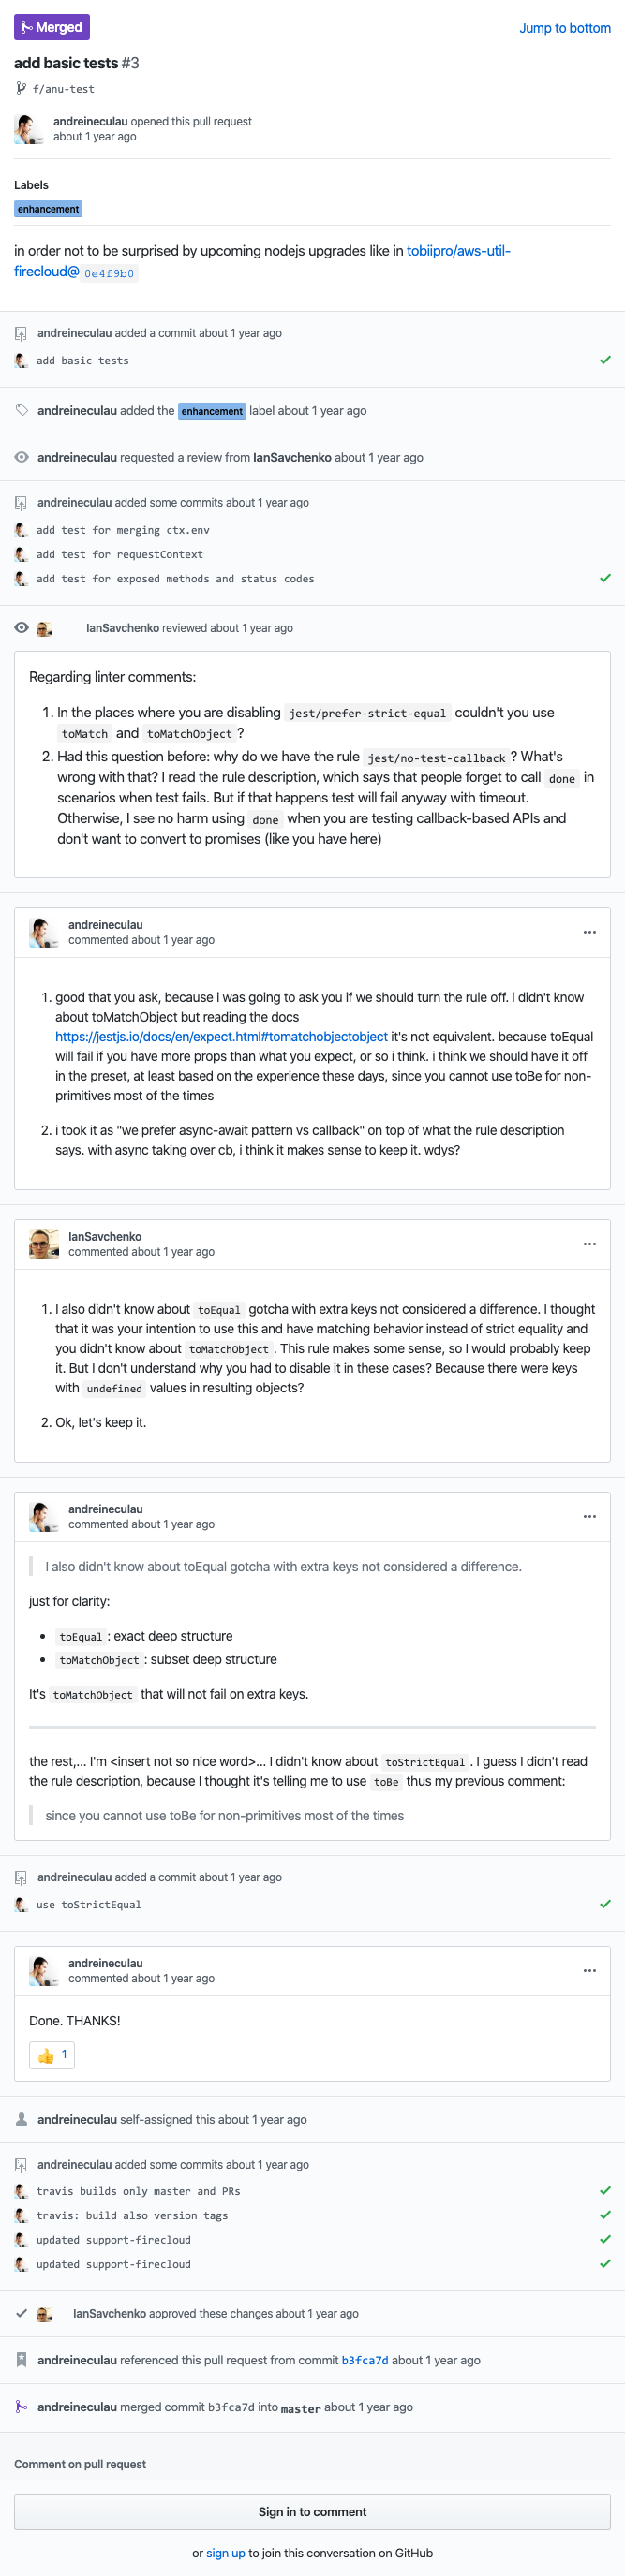 Merged
Jump to bottom
add basic tests #3
f/anu-test
andreineculau opened this pull request
about 1 year ago
Labels
enhancement
in order not to be surprised by upcoming nodejs upgrades like in tobiipro/aws-util-
firecloud@ 0e4f9b0
andreineculau added a commit about 1 year ago
add basic tests
andreineculau added the enhancement label about 1 year ago
andreineculau requested a review from IanSavchenko about 1 year ago
andreineculau added some commits about 1 year ago
add test for merging ctx.env
add test for requestContext
add test for exposed methods and status codes
IanSavchenko reviewed about 1 year ago
Regarding linter comments:
1. In the places where you are disabling jest/prefer-strict-equal couldn't you use
toMatch and toMatchObject ?
2. Had this question before: why do we have the rule jest/no-test-callback ? What's
wrong with that? I read the rule description, which says that people forget to call done in
scenarios when test fails. But if that happens test will fail anyway with timeout.
Otherwise, I see no harm using done when you are testing callback-based APIs and
don't want to convert to promises (like you have here)
andreineculau
commented about 1 year ago
1. good that you ask, because i was going to ask you if we should turn the rule off. i didn't know
about toMatchObject but reading the docs
https://jestjs.io/docs/en/expect.html#tomatchobjectobject it's not equivalent. because toEqual
will fail if you have more props than what you expect, or so i think. i think we should have it off
in the preset, at least based on the experience these days, since you cannot use toBe for non-
primitives most of the times
2. i took it as "we prefer async-await pattern vs callback" on top of what the rule description
says. with async taking over cb, i think it makes sense to keep it. wdys?
IanSavchenko
commented about 1 year ago
1. I also didn't know about toEqual gotcha with extra keys not considered a difference. I thought
that it was your intention to use this and have matching behavior instead of strict equality and
you didn't know about toMatchObject . This rule makes some sense, so I would probably keep
it. But I don't understand why you had to disable it in these cases? Because there were keys
with undefined values in resulting objects?
2. Ok, let's keep it.
andreineculau
commented about 1 year ago
I also didn't know about toEqual gotcha with extra keys not considered a difference.
just for clarity:
• toEqual : exact deep structure
• toMatchObject : subset deep structure
It's toMatchObject that will not fail on extra keys.
the rest,... I'm <insert not so nice word>... I didn't know about toStrictEqual . I guess I didn't read
the rule description, because I thought it's telling me to use toBe thus my previous comment:
since you cannot use toBe for non-primitives most of the times
andreineculau added a commit about 1 year ago
use toStrictEqual
andreineculau
commented about 1 year ago
Done. THANKS!
👍 1
andreineculau self-assigned this about 1 year ago
andreineculau added some commits about 1 year ago
travis builds only master and PRs
travis: build also version tags
updated support-firecloud
updated support-firecloud
IanSavchenko approved these changes about 1 year ago
andreineculau referenced this pull request from commit b3fca7d about 1 year ago
andreineculau merged commit b3fca7d into master about 1 year ago
Comment on pull request
Sign in to comment
or sign up to join this conversation on GitHub